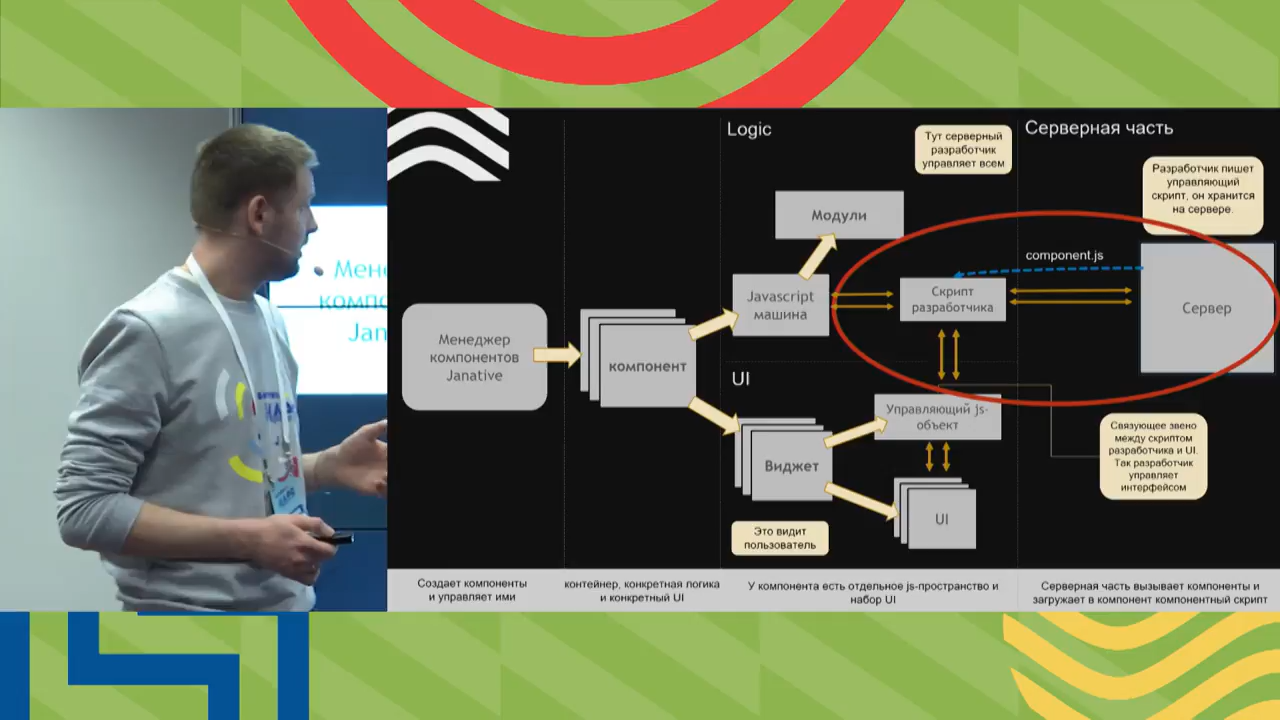 Logic
Серверная часть
Тут серверный
разработчик
управляет всем
Разработчик пишет
управляющий
скрипт, он хранится
на сервере.
Модули
component.js
Javascript
машина
Скрипт
разработчика
Сервер
Менеджер
компонентов
Janative
компонент
UI
Управляющий js-
объект
Связующее звено
между скриптом
разработчика и UI.
Так разработчик
управляет
интерфейсом
Виджет
UI
Это видит
пользователь
Создает компоненты
и управляет ими
контейнер, конкретная логика
и конкретный UI
У компонента есть отдельное js-пространство и
набор UI
Серверная часть вызывает компоненты и
загружает в компонент компонентный скрипт